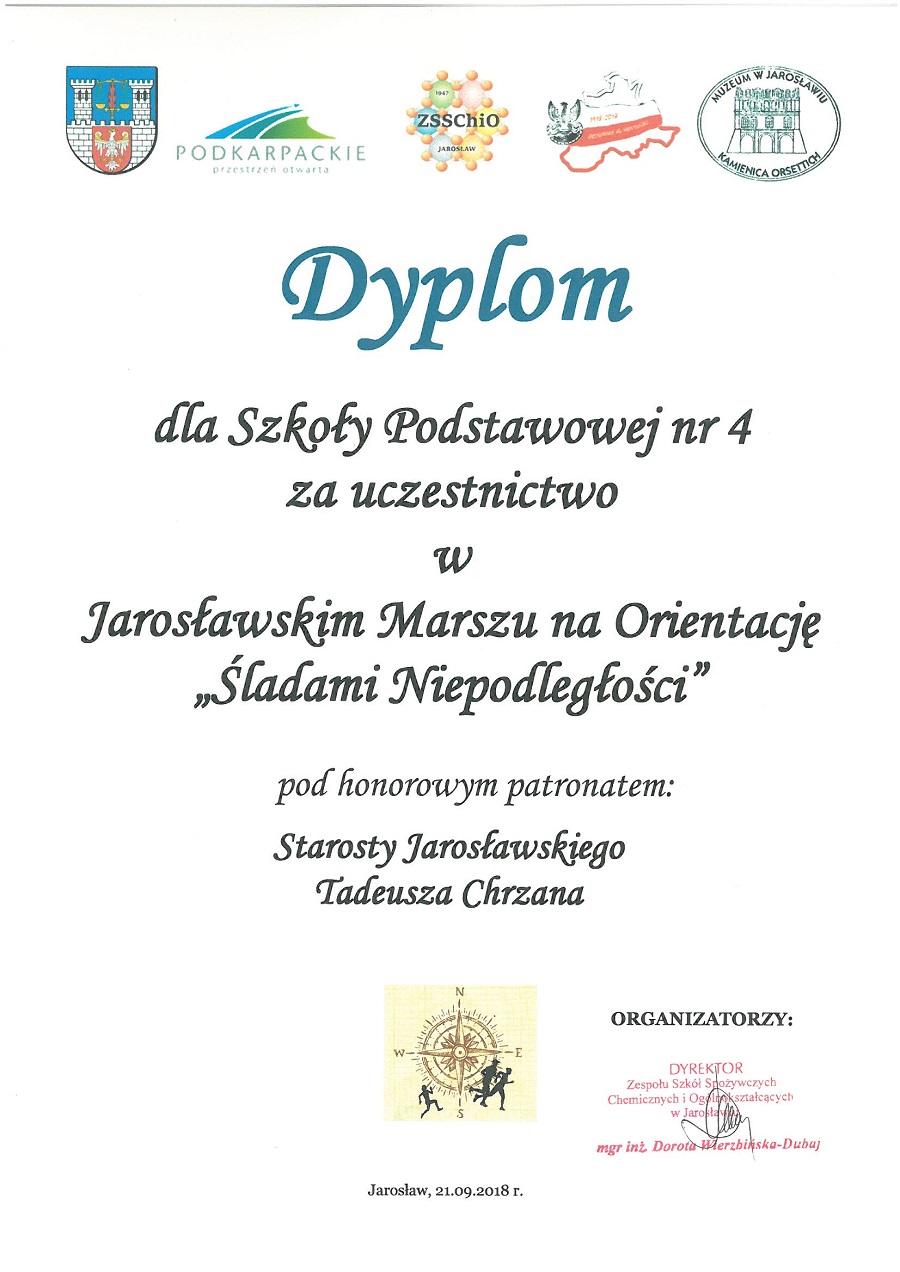 PODKARPACKIE
przestrzeń otwarta
1947
ZSSChiO
JAROSŁAW
1918-2018
MUZEUM W JAROSŁAWIU
KAMIENICA ORSETTICH
Dyplom
dla Szkoły Podstawowej nr 4
za uczestnictwo
w
Jarosławskim Marszu na Orientację
„Śladami Niepodległości”
pod honorowym patronatem:
Starosty Jarosławskiego
Tadeusza Chrzana
N
W E
S
ORGANIZATORZY:
DYREKTOR
Zespołu Szkół Spożywczych
Chemicznych i Ogólnokształcących
w Jarosławiu
mgr inż. Dorota Wierzbińska-Dubaj
Jarosław, 21.09.2018 r.